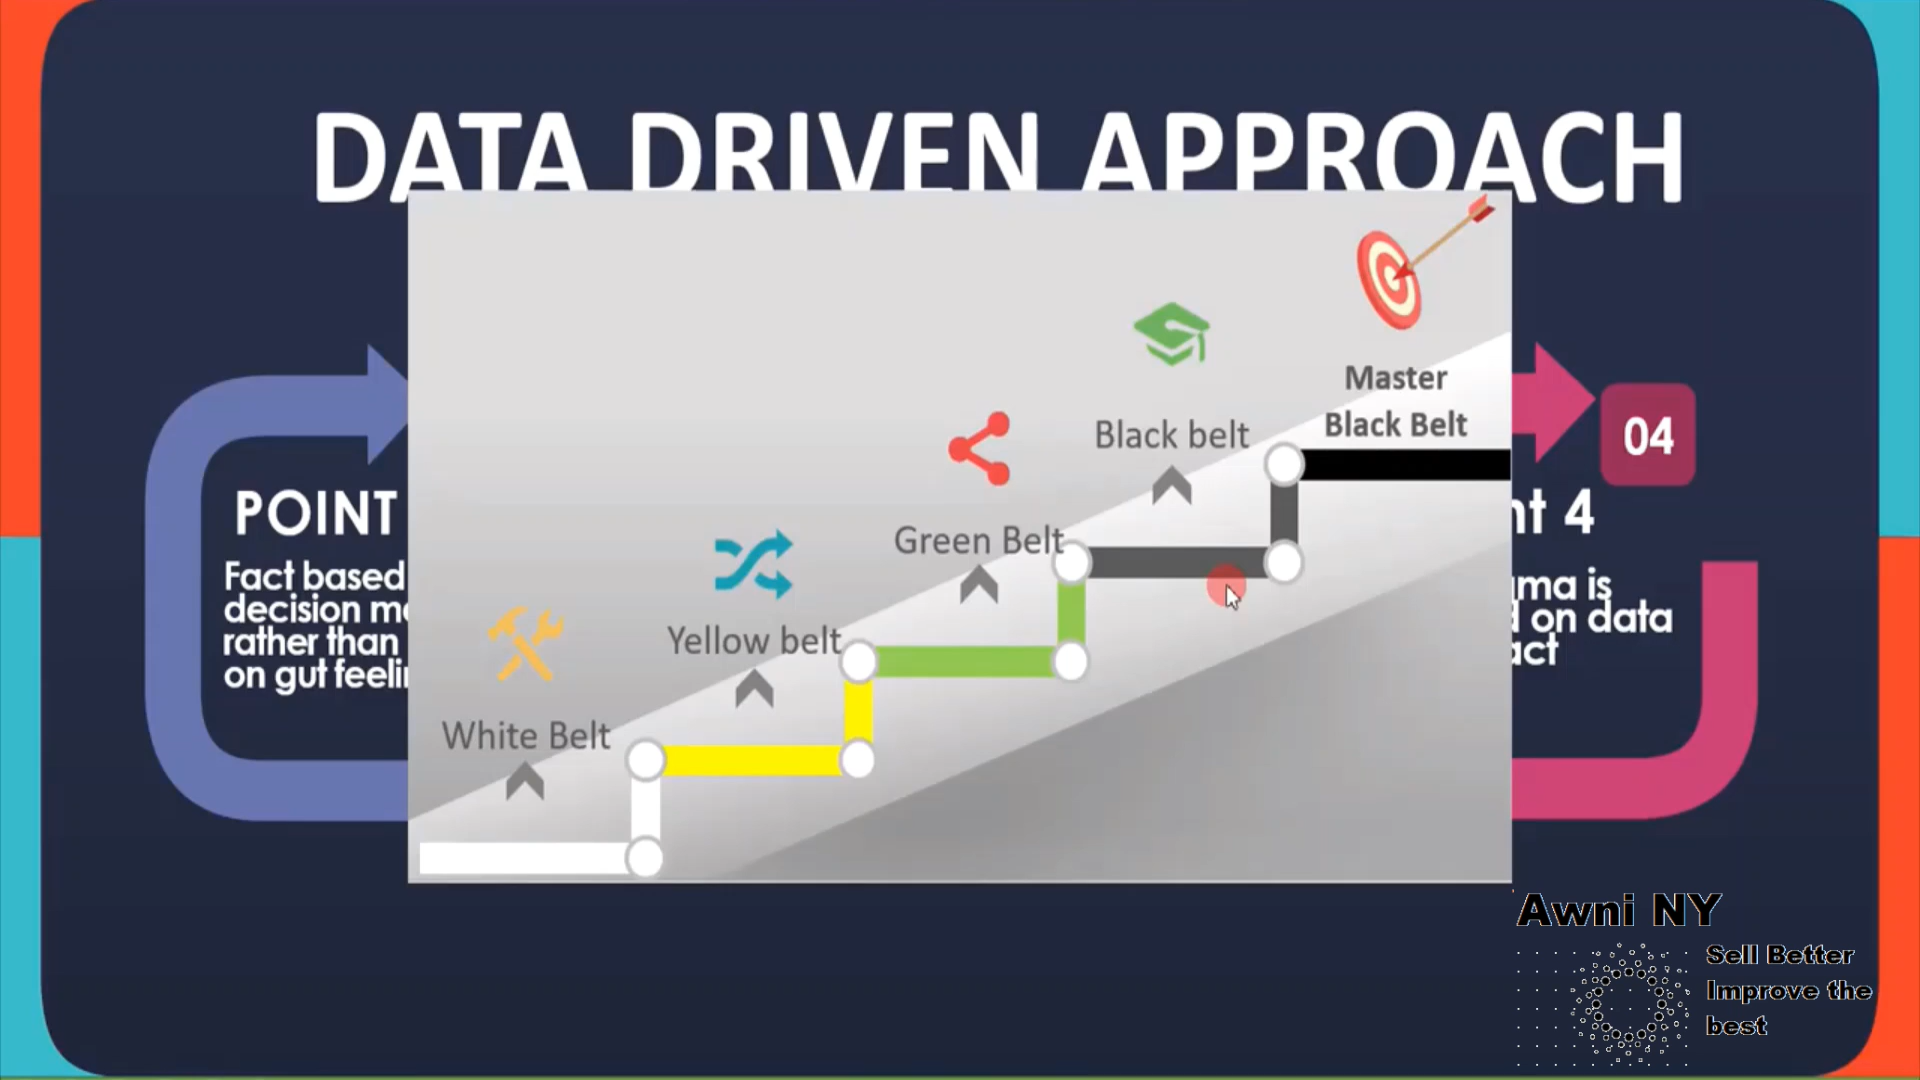 DATA DRIVEN APPROACH
Master
Black Belt
Black belt
Green Belt
Yellow belt
White Belt
POINT
Fact based
decision m
rather than
on gut feeli
04
nt 4
ma is
on data
act
Awni NY
Sell Better
Improve the
best